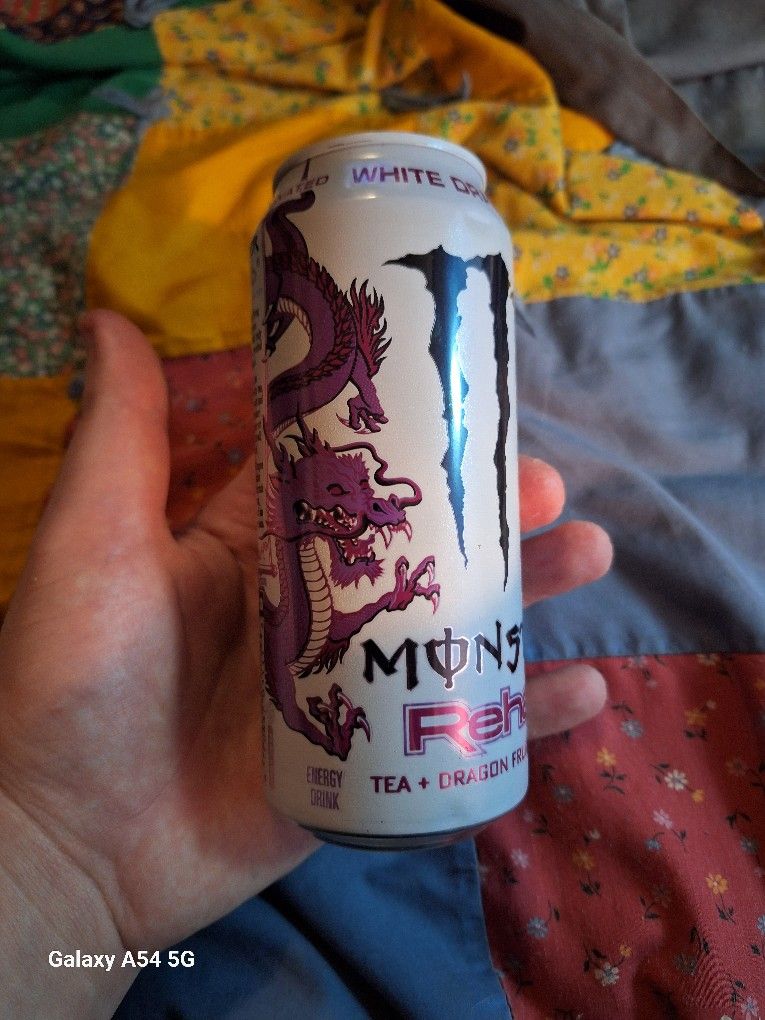 WHITE DR
MONS
Reh
TEA + DRAGON FRU
ENERGY
DRINK
Galaxy A54 5G